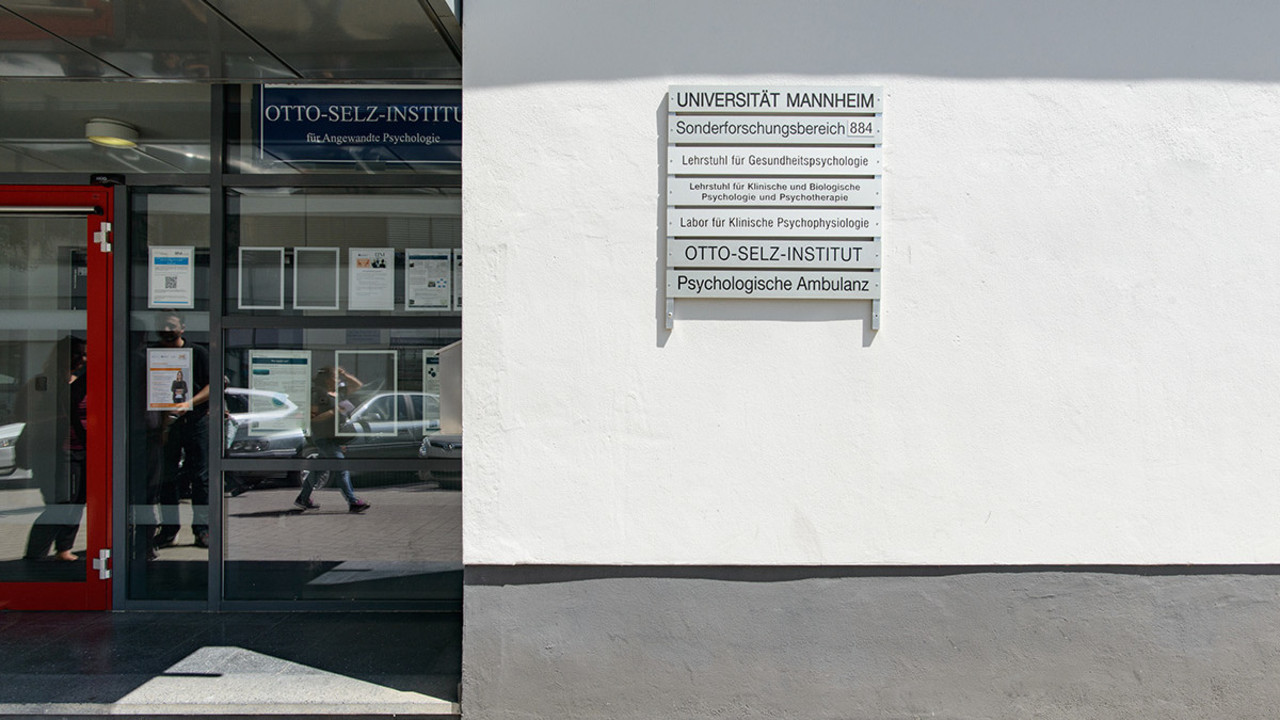 OTTO-SELZ-INSTITU
für Angewandte Psychologie
UNIVERSITÄT MANNHEIM
Sonderforschungsbereich 884
Lehrstuhl für Gesundheitspsychologie
Lehrstuhl für Klinische und Biologische
Psychologie und Psychotherapie
Labor für Klinische Psychophysiologie
OTTO-SELZ-INSTITUT
Psychologische Ambulanz